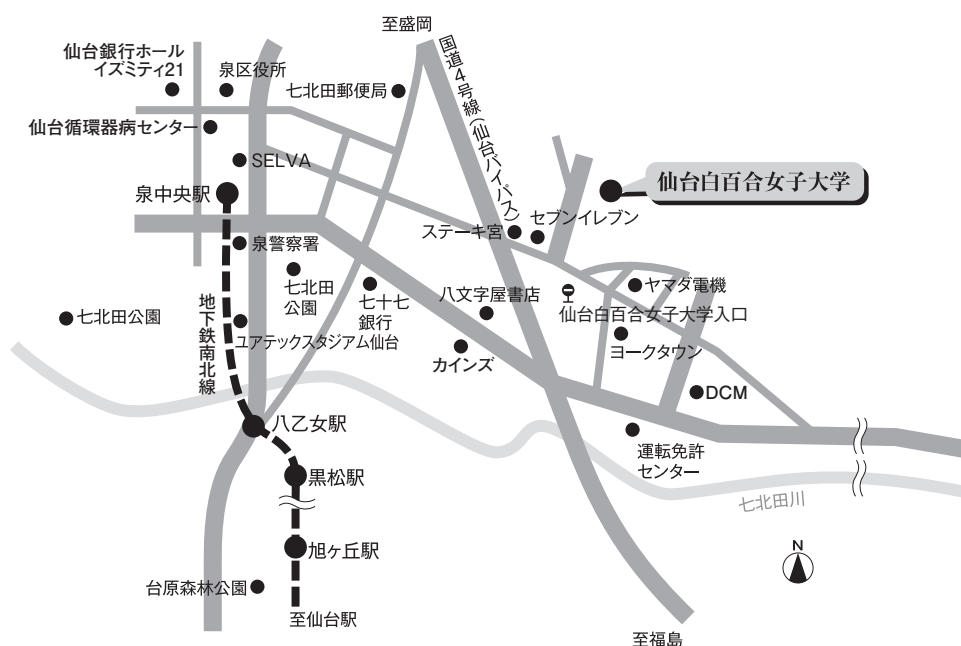 至盛岡
国道4号線(仙台バイパス)
仙台銀行ホール
イズミティ21
泉区役所
七北田郵便局
仙台循環器病センター
SELVA
仙台白百合女子大学
泉中央駅
セブンイレブン
ステーキ宮
泉警察署
七北田
公園
七十七
銀行
八文字屋書店
ヤマダ電機
仙台白百合女子大学入口
七北田公園
地下鉄南北線
ユアテックスタジアム仙台
カインズ
ヨークタウン
DCM
八乙女駅
運転免許
センター
黒松駅
七北田川
旭ヶ丘駅
N
台原森林公園
至仙台駅
至福島